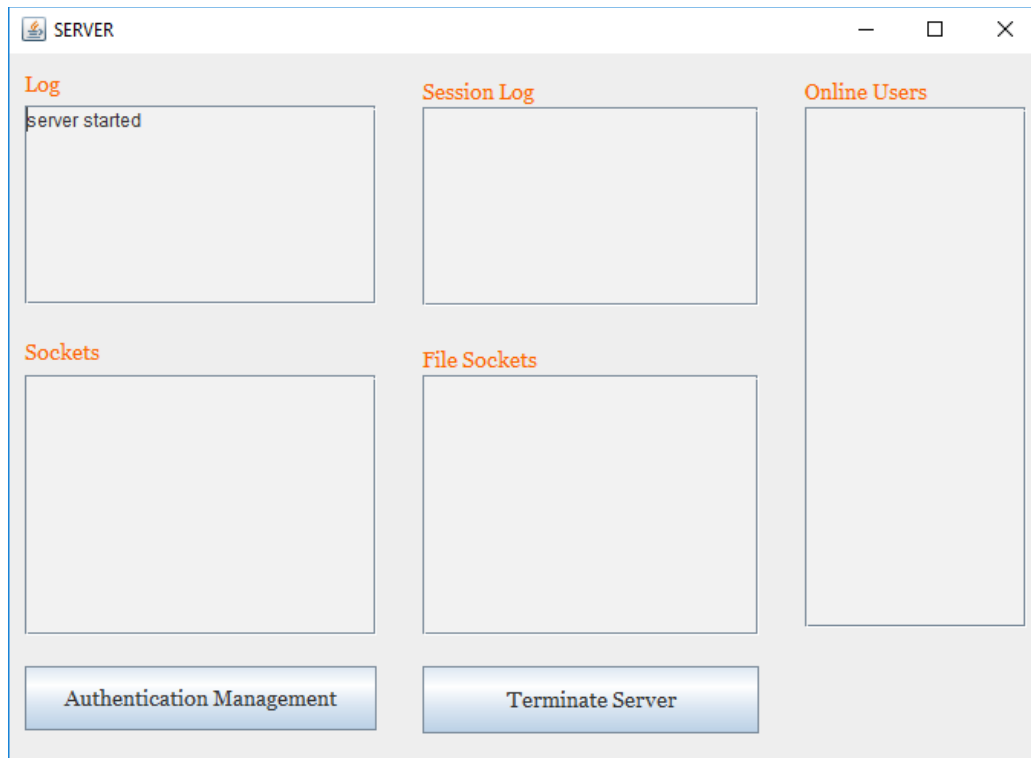 SERVER
Log
server started
Session Log
Online Users
Sockets
File Sockets
Authentication Management
Terminate Server